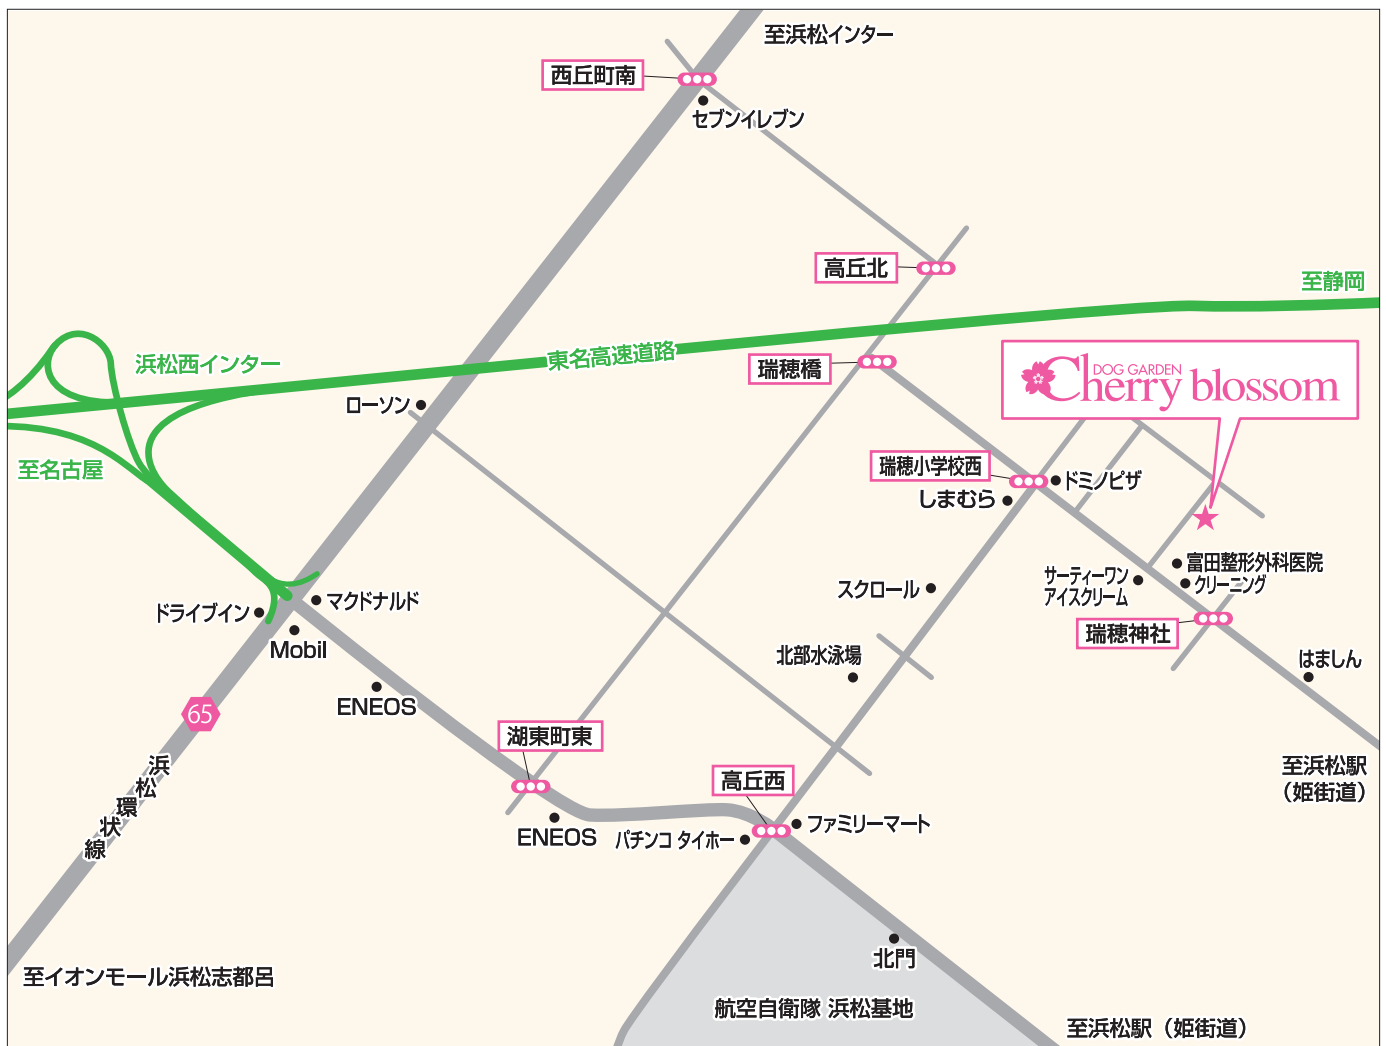 至浜松インター
西丘町南
セブンイレブン
高丘北
至静岡
東名高速道路
浜松西インター
瑞穂橋
DOG GARDEN
Cherry blossom
ローソン
至名古屋
瑞穂小学校西
ドミノピザ
しまむら
富田整形外科医院
クリーニング
サーティーワン
アイスクリーム
スクロール
マクドナルド
ドライブイン
瑞穂神社
Mobil
北部水泳場
はましん
ENEOS
65
湖東町東
浜松環状線
高丘西
至浜松駅
（姫街道）
ファミリーマート
ENEOS
パチンコ タイホー
北門
至イオンモール浜松志都呂
航空自衛隊 浜松基地
至浜松駅（姫街道）